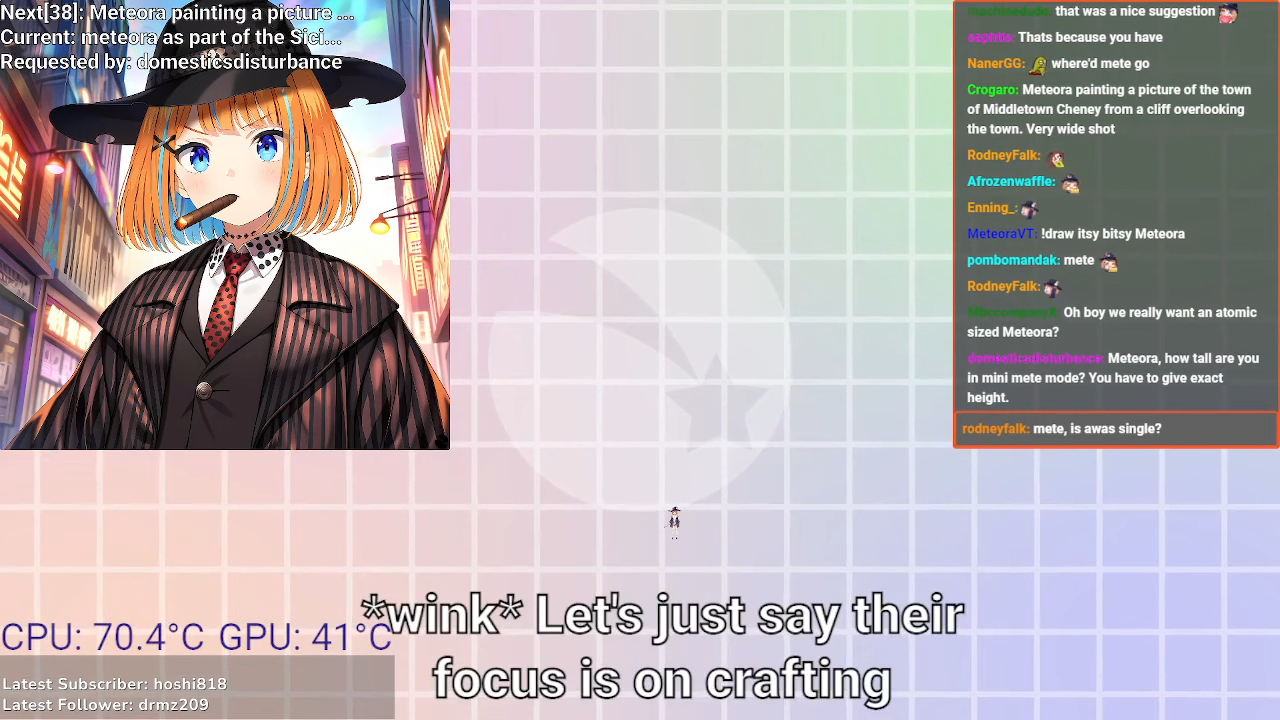 Next[38]: Meteora painting a picture ...
Current: meteora as part of the Sici...
Requested by: domesticsdisturbance
machinedude: that was a nice suggestion
sephtis: Thats because you have
NanerGG: where'd mete go
Crogaro: Meteora painting a picture of the town
of Middletown Cheney from a cliff overlooking
the town. Very wide shot
RodneyFalk:
Afrozenwaffle:
Enning_:
MeteoraVT: !draw itsy bitsy Meteora
pombomandak: mete
RodneyFalk:
Oh boy we really want an atomic
sized Meteora?
domesticsdisturbance: Meteora, how tall are you
in mini mete mode? You have to give exact
height.
rodneyfalk: mete, is awas single?
*wink* Let's just say their
focus is on crafting
CPU: 70.4°C GPU: 41°C
Latest Subscriber: hoshi818
Latest Follower: drmz209